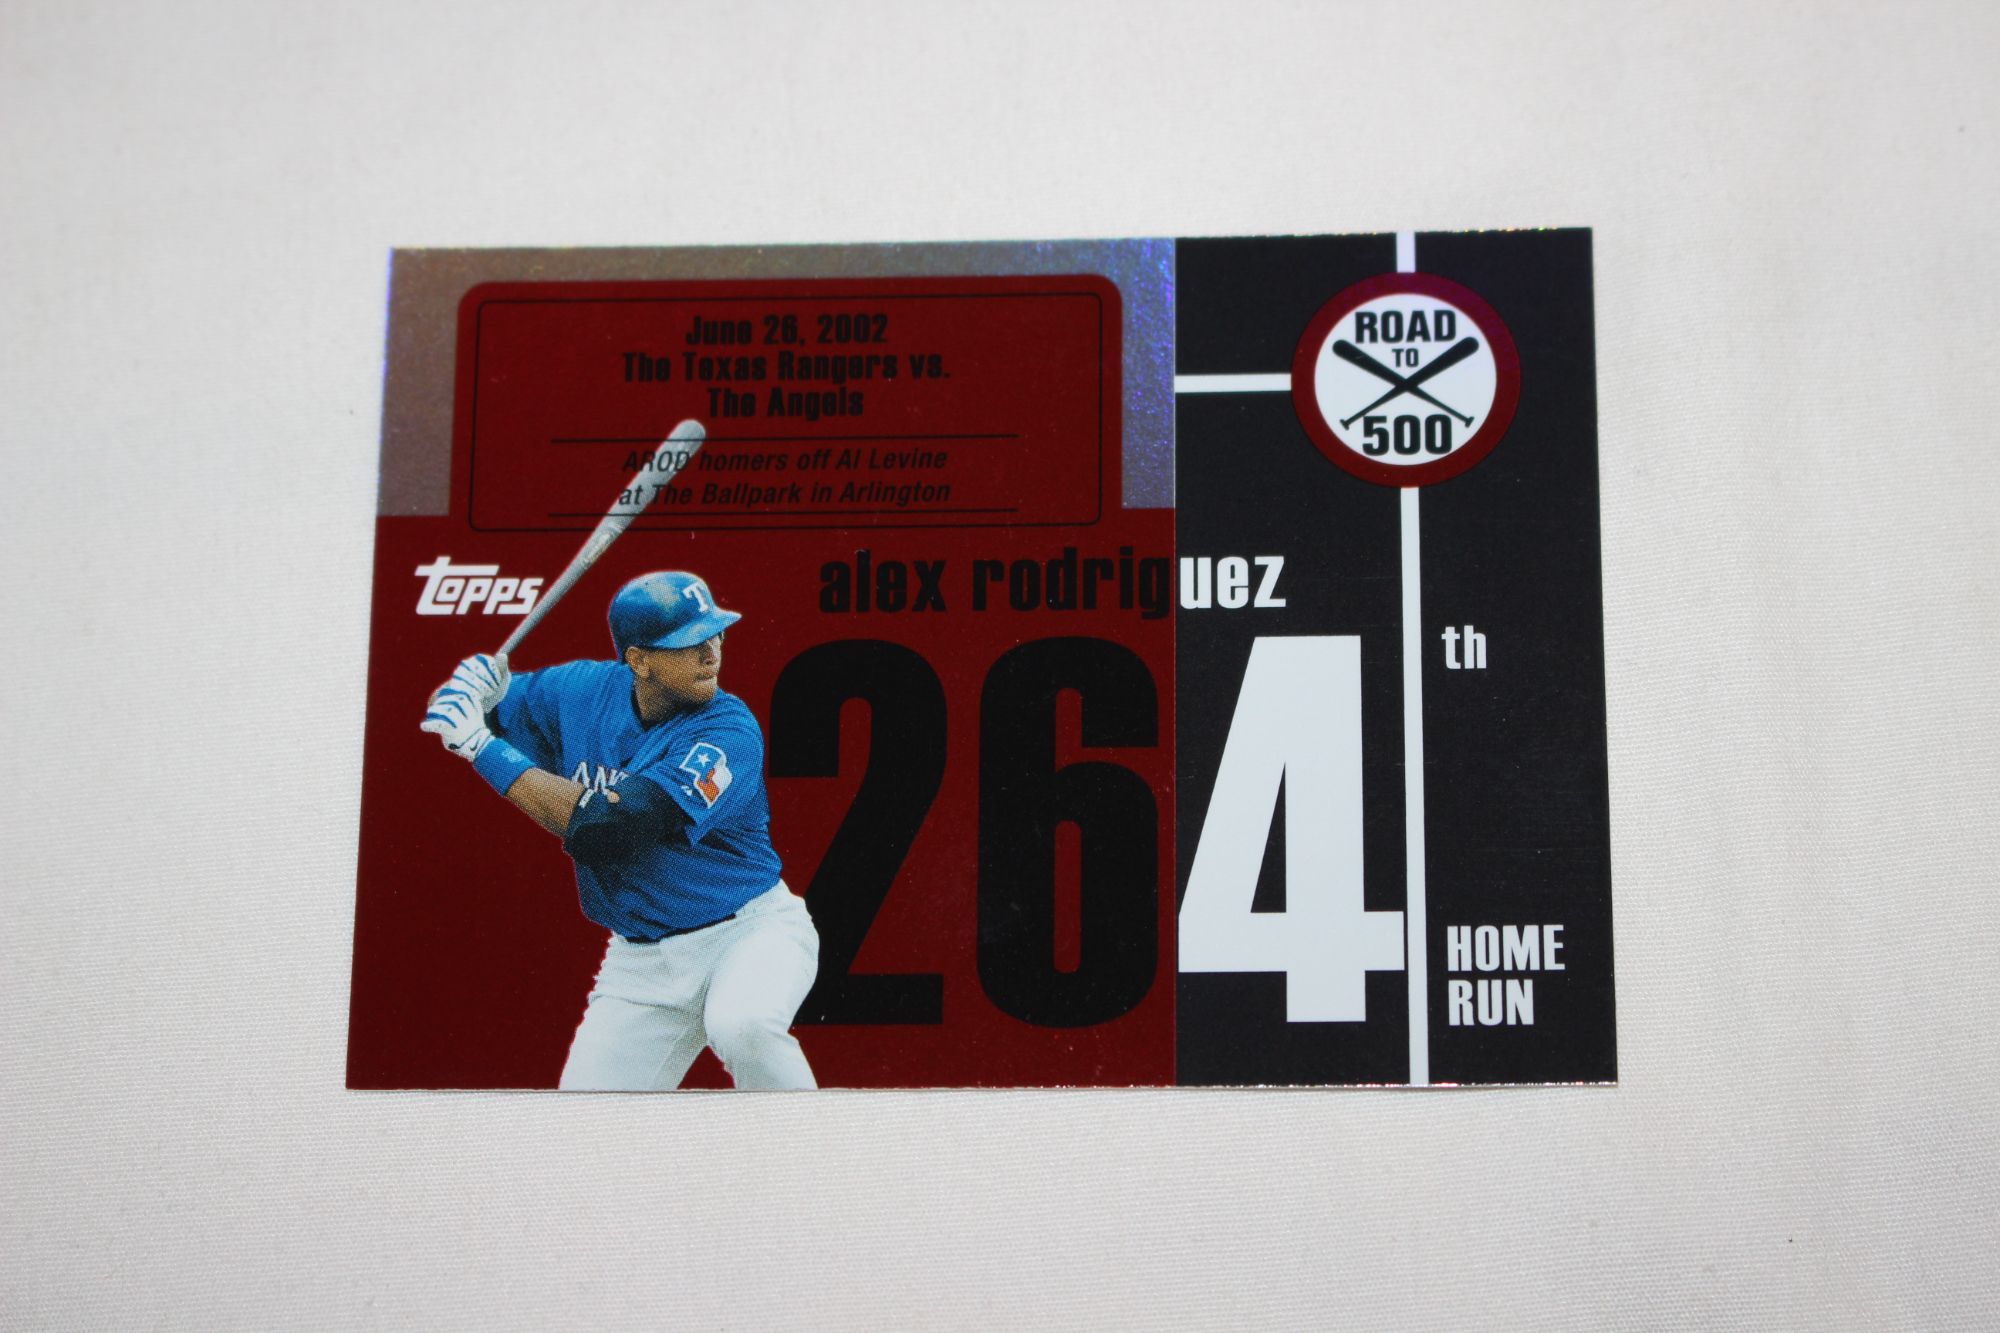 June 26, 2002
The Texas Rangers vs.
The Angels
AROD homers off Al Levine
at The Ballpark in Arlington
ROAD
TO
500
topps
alex rodriguez
264
th
HOME
RUN
T